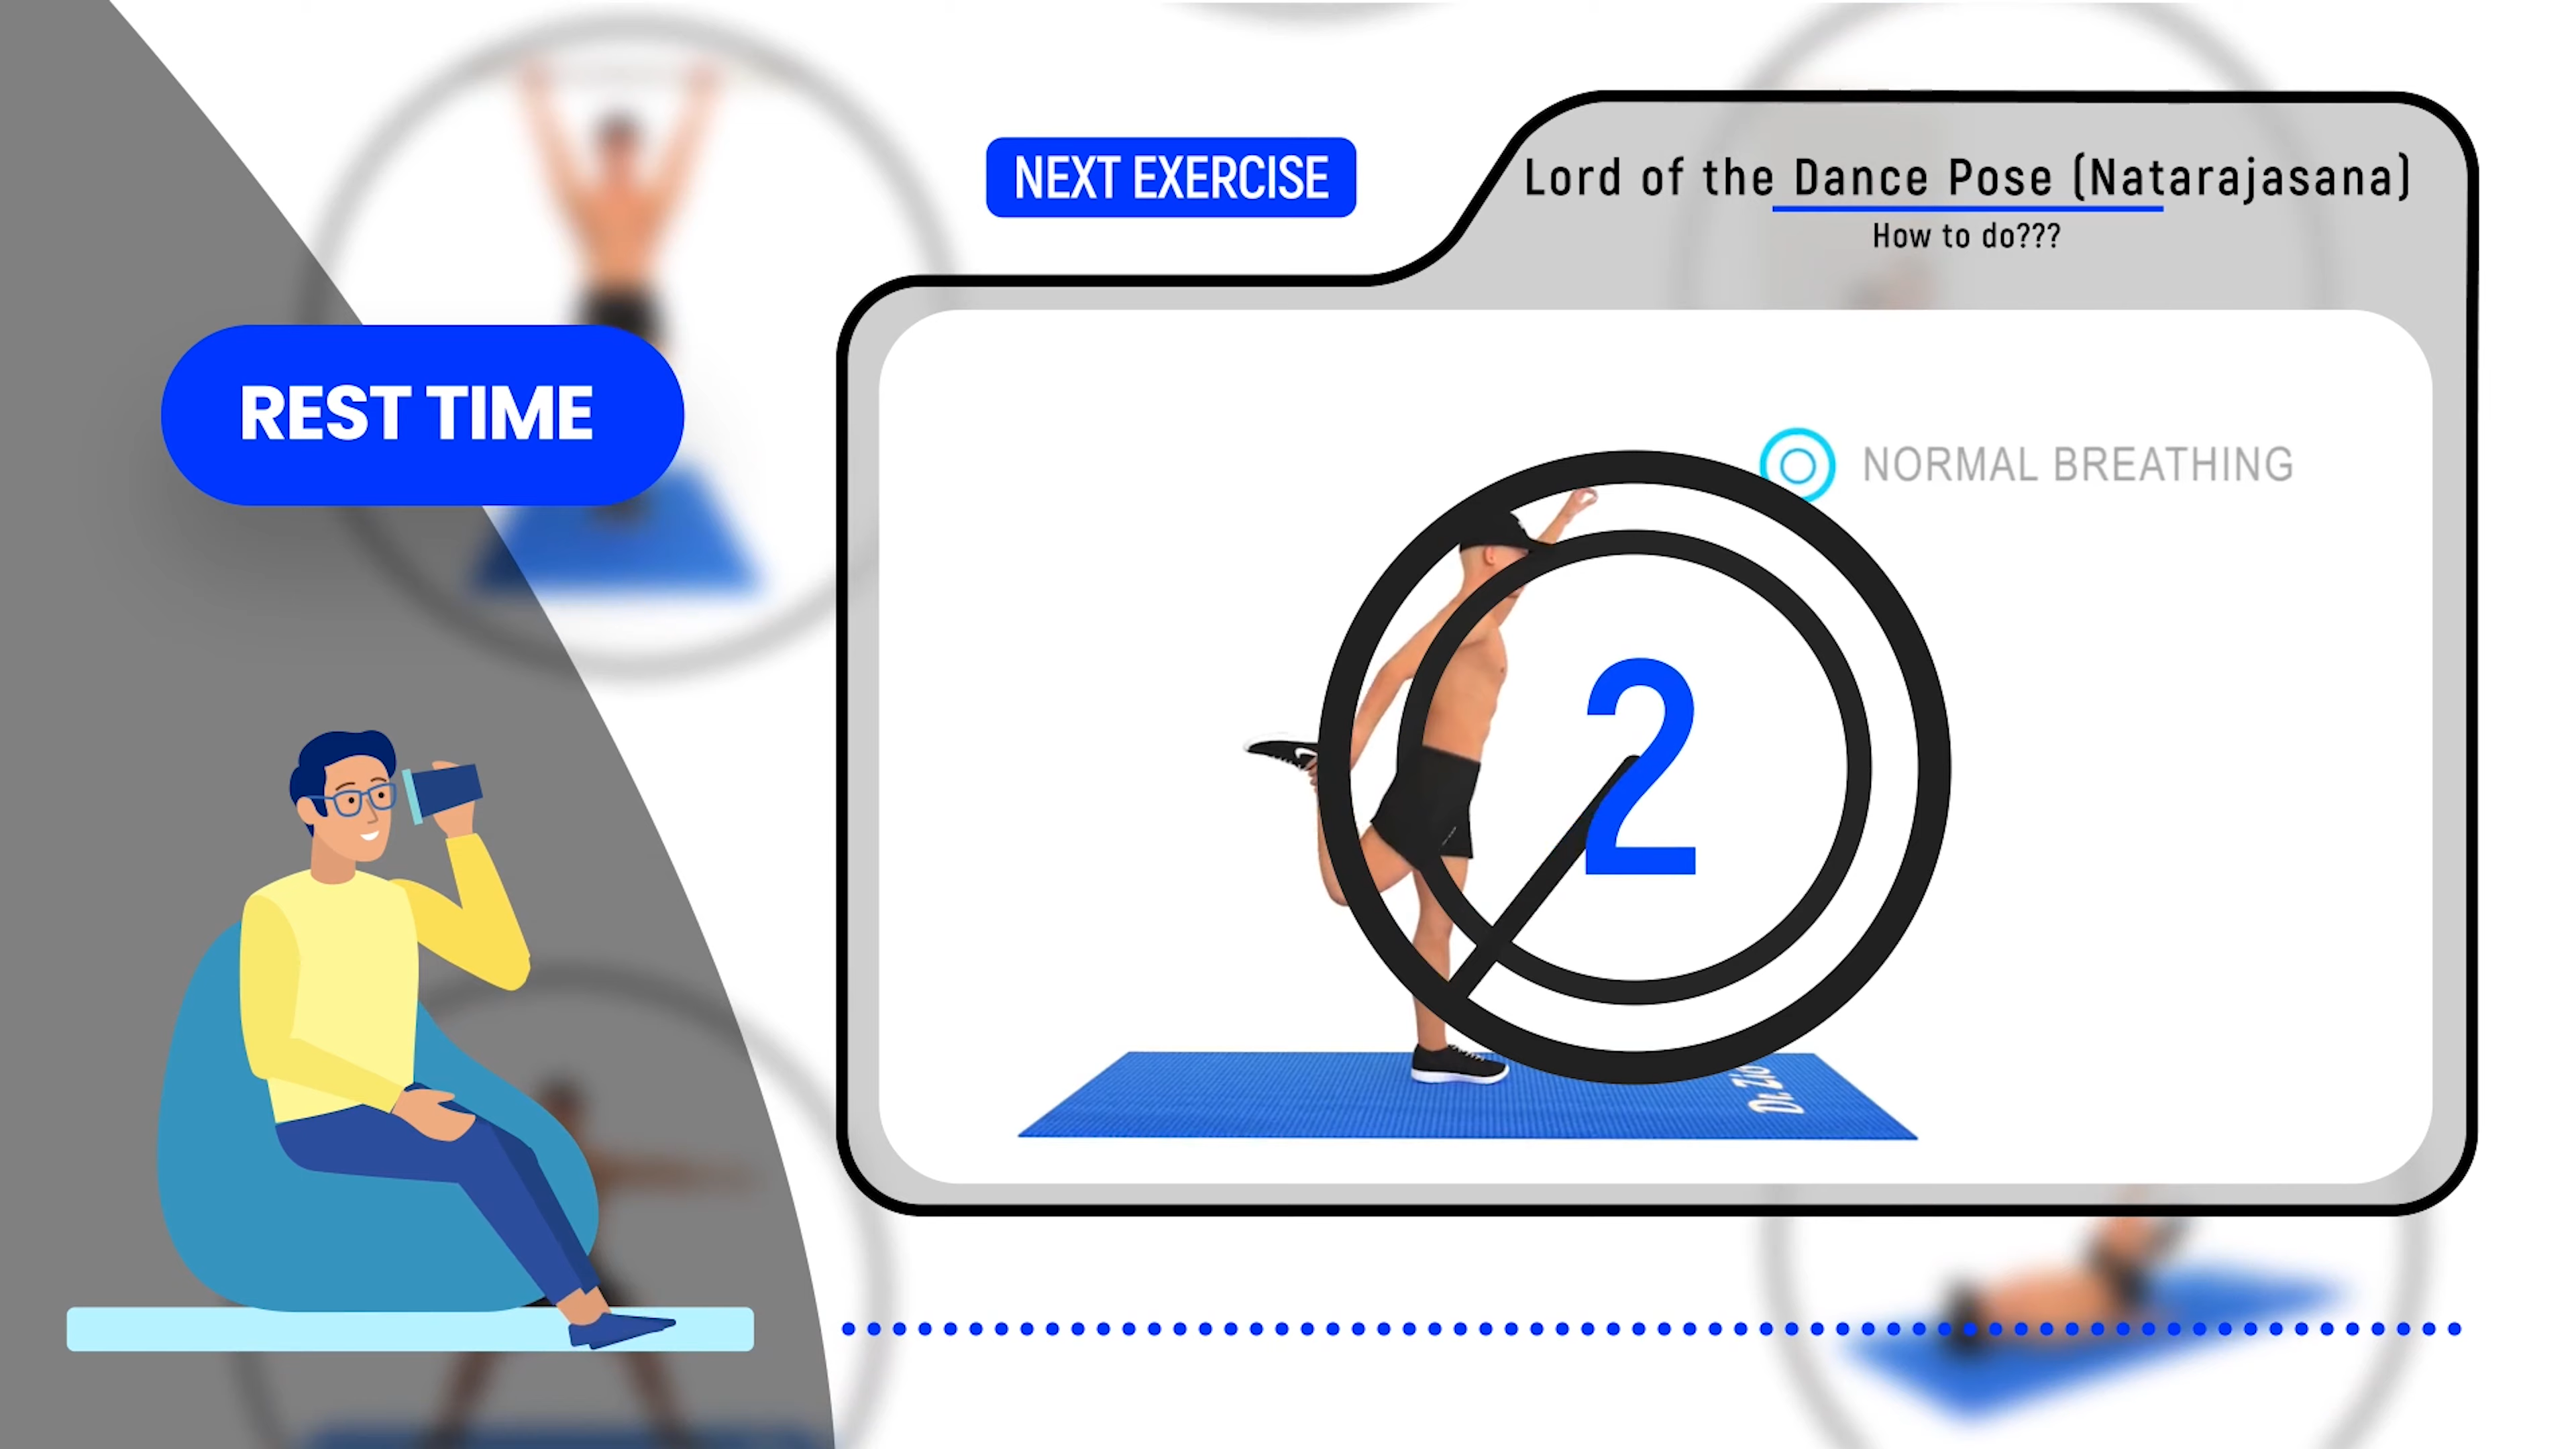 NEXT EXERCISE
Lord of the Dance Pose (Natarajasana)
How to do???
REST TIME
NORMAL BREATHING
2